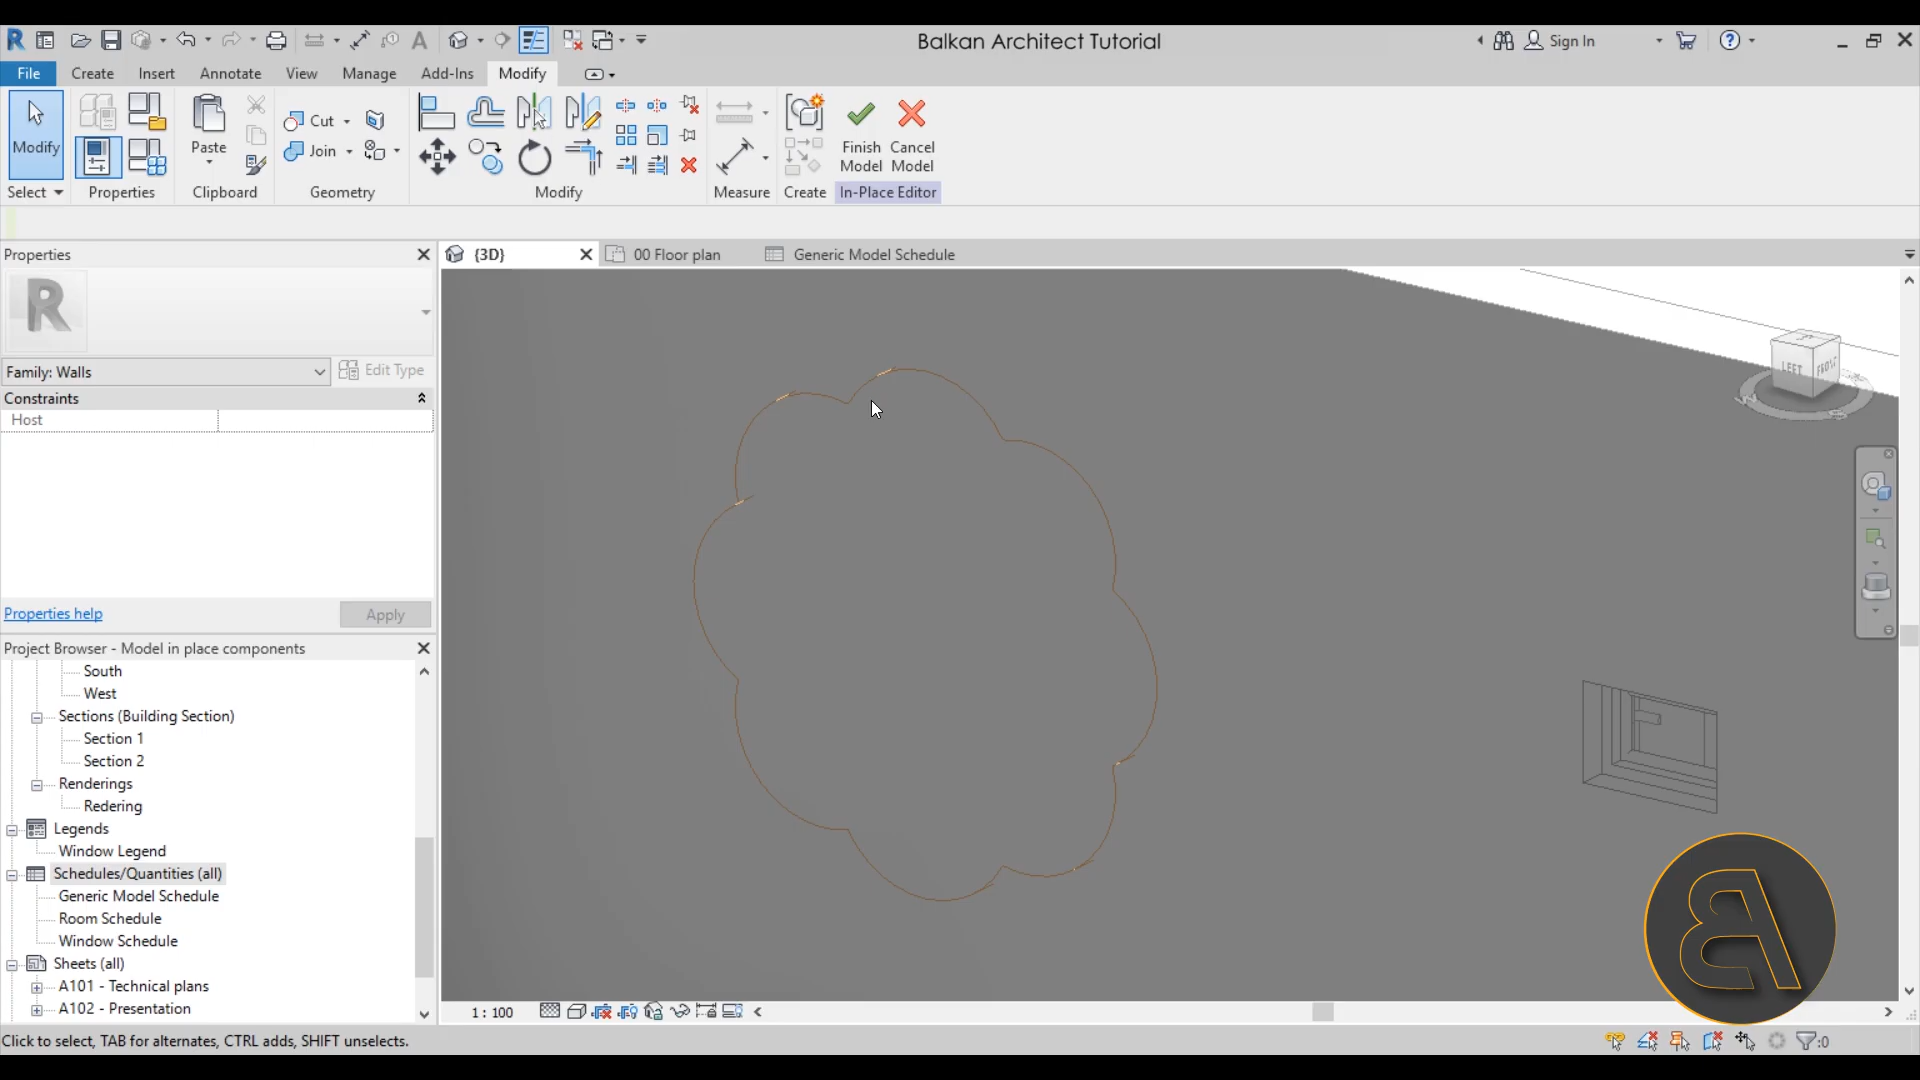 Balkan Architect Tutorial
Sign In
File
Create
Insert
Annotate
View
Manage
Add-Ins
Modify
Modify
Select
Properties
Paste
Clipboard
Cut
Join
Geometry
Modify
Measure
Create
Finish
Model
Cancel
Model
In-Place Editor
Properties
{3D}
00 Floor plan
Generic Model Schedule
R
Family: Walls
Edit Type
Constraints
Host
LEFT
FRONT
W
S
Properties help
Apply
Project Browser - Model in place components
South
West
Sections (Building Section)
Section 1
Section 2
Renderings
Redering
Legends
Window Legend
Schedules/Quantities (all)
Generic Model Schedule
Room Schedule
Window Schedule
Sheets (all)
A101 - Technical plans
A102 - Presentation
1 : 100
Click to select, TAB for alternates, CTRL adds, SHIFT unselects.
:0